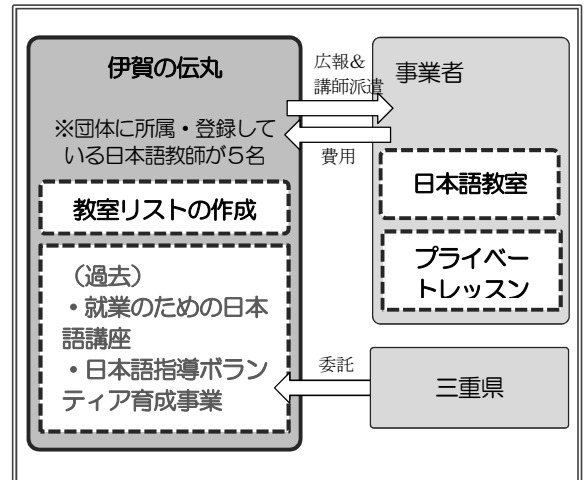 伊賀の伝丸
※団体に所属・登録して
いる日本語教師が５名
教室リストの作成
（過去）
・就業のための日本
語講座
・日本語指導ボラン
ティア育成事業
広報＆
講師派遣
費用
事業者
日本語教室
プライベー
トレッスン
委託
三重県